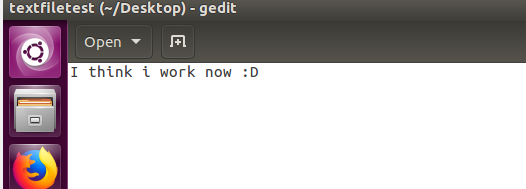 textfiletest (~/Desktop) - gedit
Open
I think i work now :D